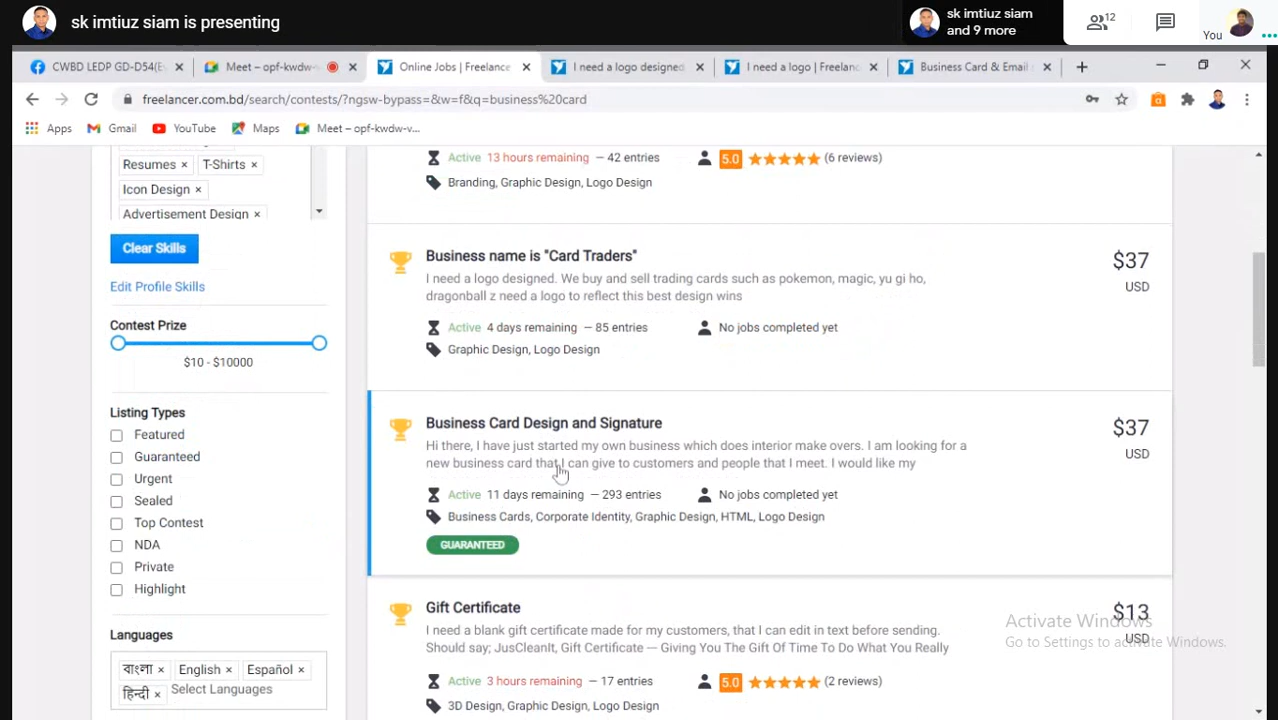 sk imtiuz siam is presenting
sk imtiuz siam
and 9 more
12
You
CWBD LEDP GD-D54(E
Meet – opf-kwdw-v
Online Jobs | Freelance
I need a logo designed.
I need a logo | Freelanc
Business Card & Email
freelancer.com.bd/search/contests/?ngsw-bypass=&w=f&q=business%20card
Apps
Gmail
YouTube
Maps
Meet – opf-kwdw-v...
Resumes ×
T-Shirts ×
Icon Design ×
Advertisement Design ×
Clear Skills
Edit Profile Skills
Contest Prize
$10 - $10000
Listing Types
Featured
Guaranteed
Urgent
Sealed
Top Contest
NDA
Private
Highlight
Languages
বাংলা ×
English ×
Español ×
हिन्दी ×
Select Languages
Active 13 hours remaining — 42 entries
5.0
(6 reviews)
Branding, Graphic Design, Logo Design
Business name is "Card Traders"
$37
USD
I need a logo designed. We buy and sell trading cards such as pokemon, magic, yu gi ho,
dragonball z need a logo to reflect this best design wins
Active 4 days remaining — 85 entries
No jobs completed yet
Graphic Design, Logo Design
Business Card Design and Signature
$37
USD
Hi there, I have just started my own business which does interior make overs. I am looking for a
new business card that I can give to customers and people that I meet. I would like my
Active 11 days remaining — 293 entries
No jobs completed yet
Business Cards, Corporate Identity, Graphic Design, HTML, Logo Design
GUARANTEED
Gift Certificate
$13
USD
I need a blank gift certificate made for my customers, that I can edit in text before sending.
Should say; JusCleanIt, Gift Certificate — Giving You The Gift Of Time To Do What You Really
Active 3 hours remaining — 17 entries
5.0
(2 reviews)
3D Design, Graphic Design, Logo Design
Activate Windows
Go to Settings to activate Windows.